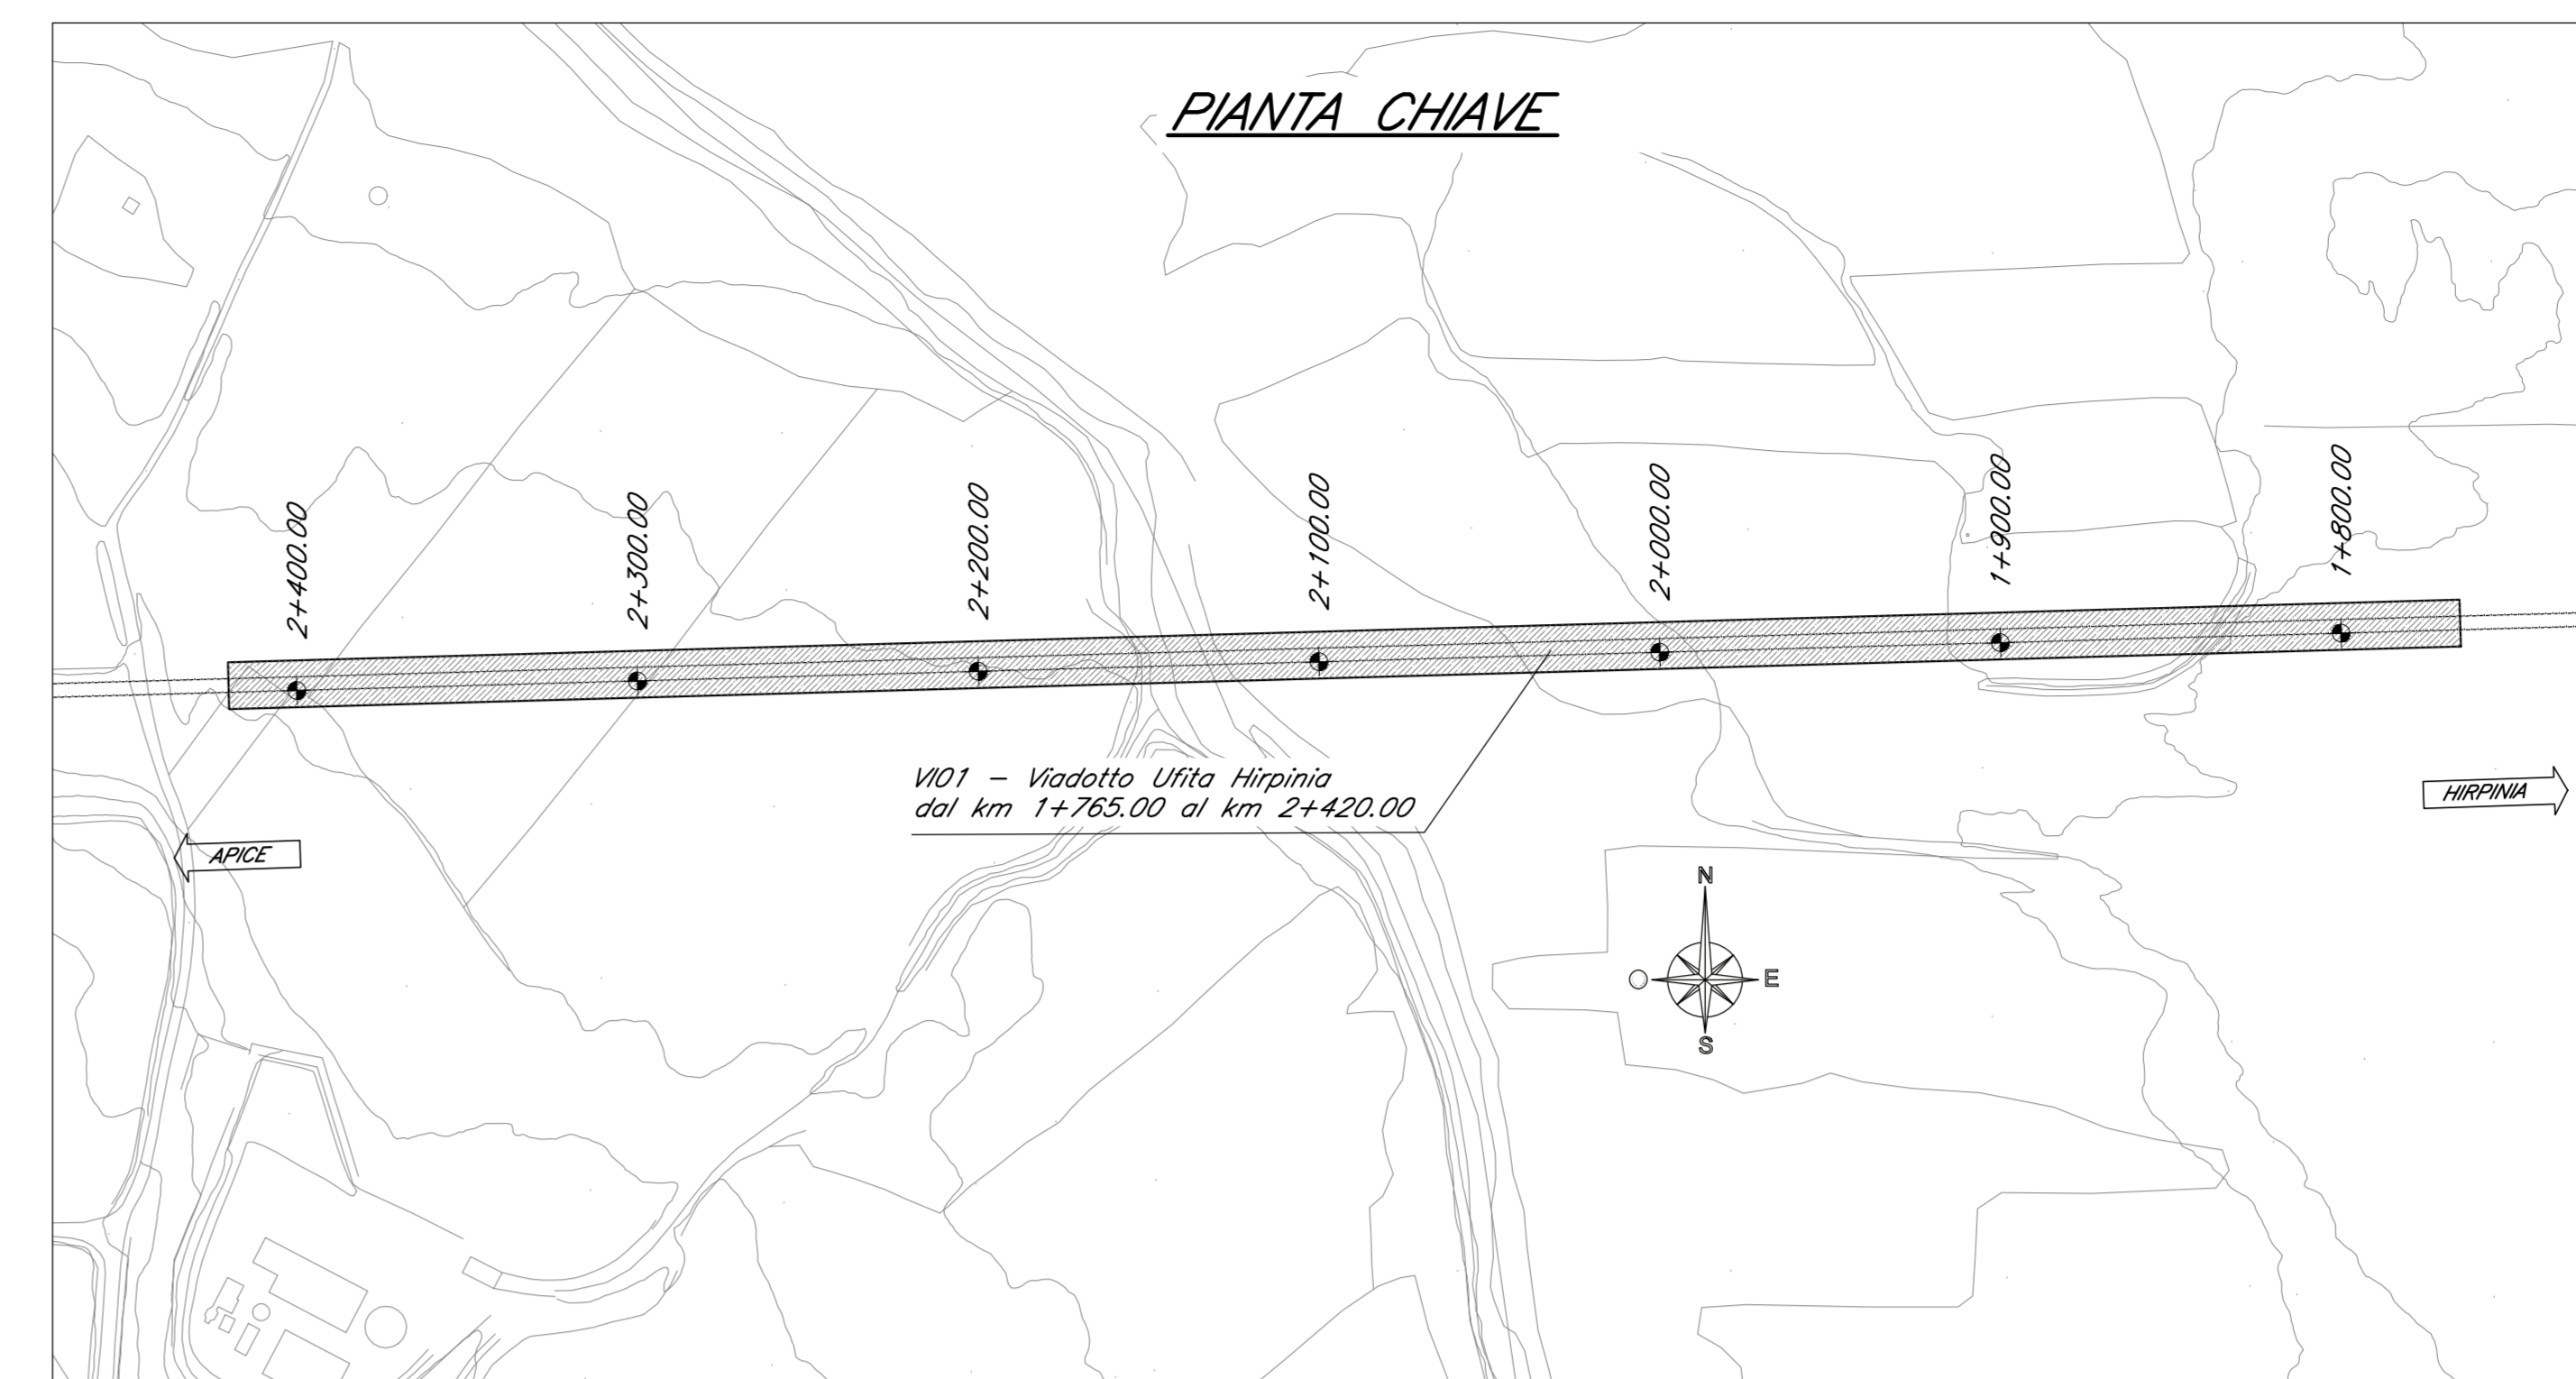 PIANTA CHIAVE
2+400.00
2+300.00
2+200.00
2+100.00
2+000.00
1+900.00
1+800.00
VI01 – Viadotto Ufita Hirpinia
dal km 1+765.00 al km 2+420.00
HIRPINIA
APICE
N
O
E
S